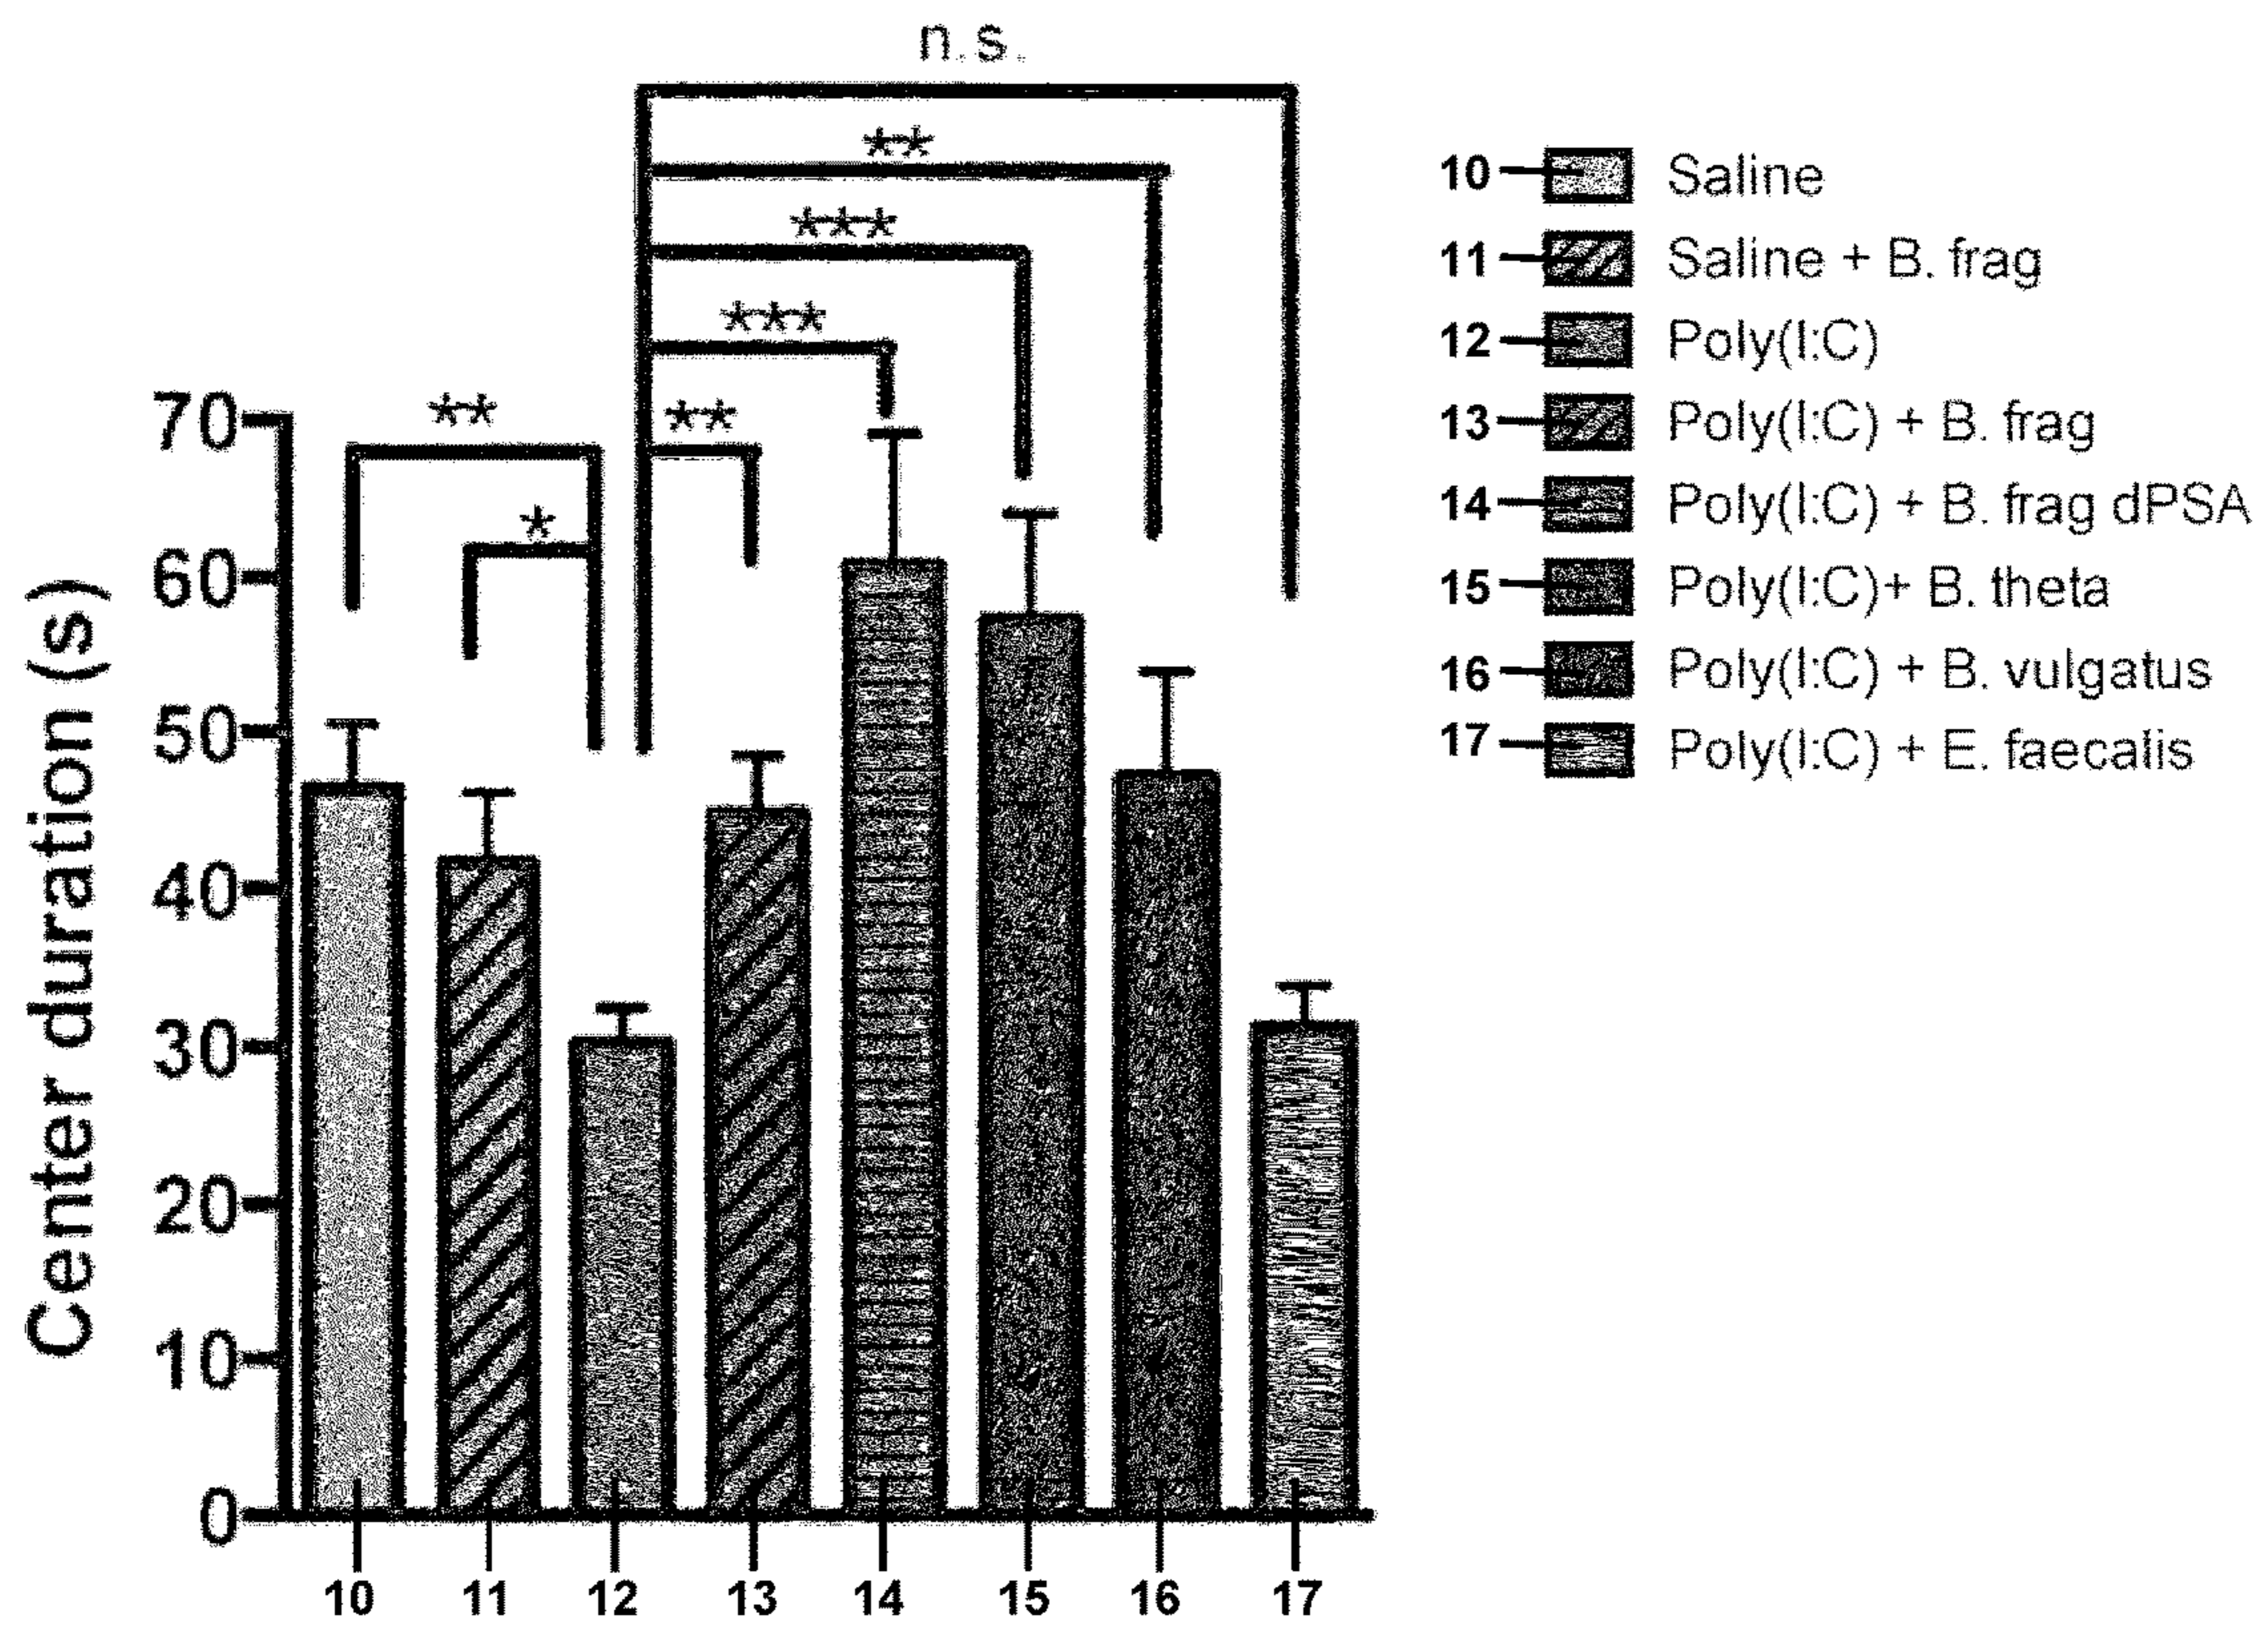 n.s.
**
***
***
**
**
*
10 Saline
11 Saline + B. frag
12 Poly(I:C)
13 Poly(I:C) + B. frag
14 Poly(I:C) + B. frag dPSA
15 Poly(I:C)+ B. theta
16 Poly(I:C) + B. vulgatus
17 Poly(I:C) + E. faecalis
Center duration (s)
70
60
50
40
30
20
10
0
10 11 12 13 14 15 16 17